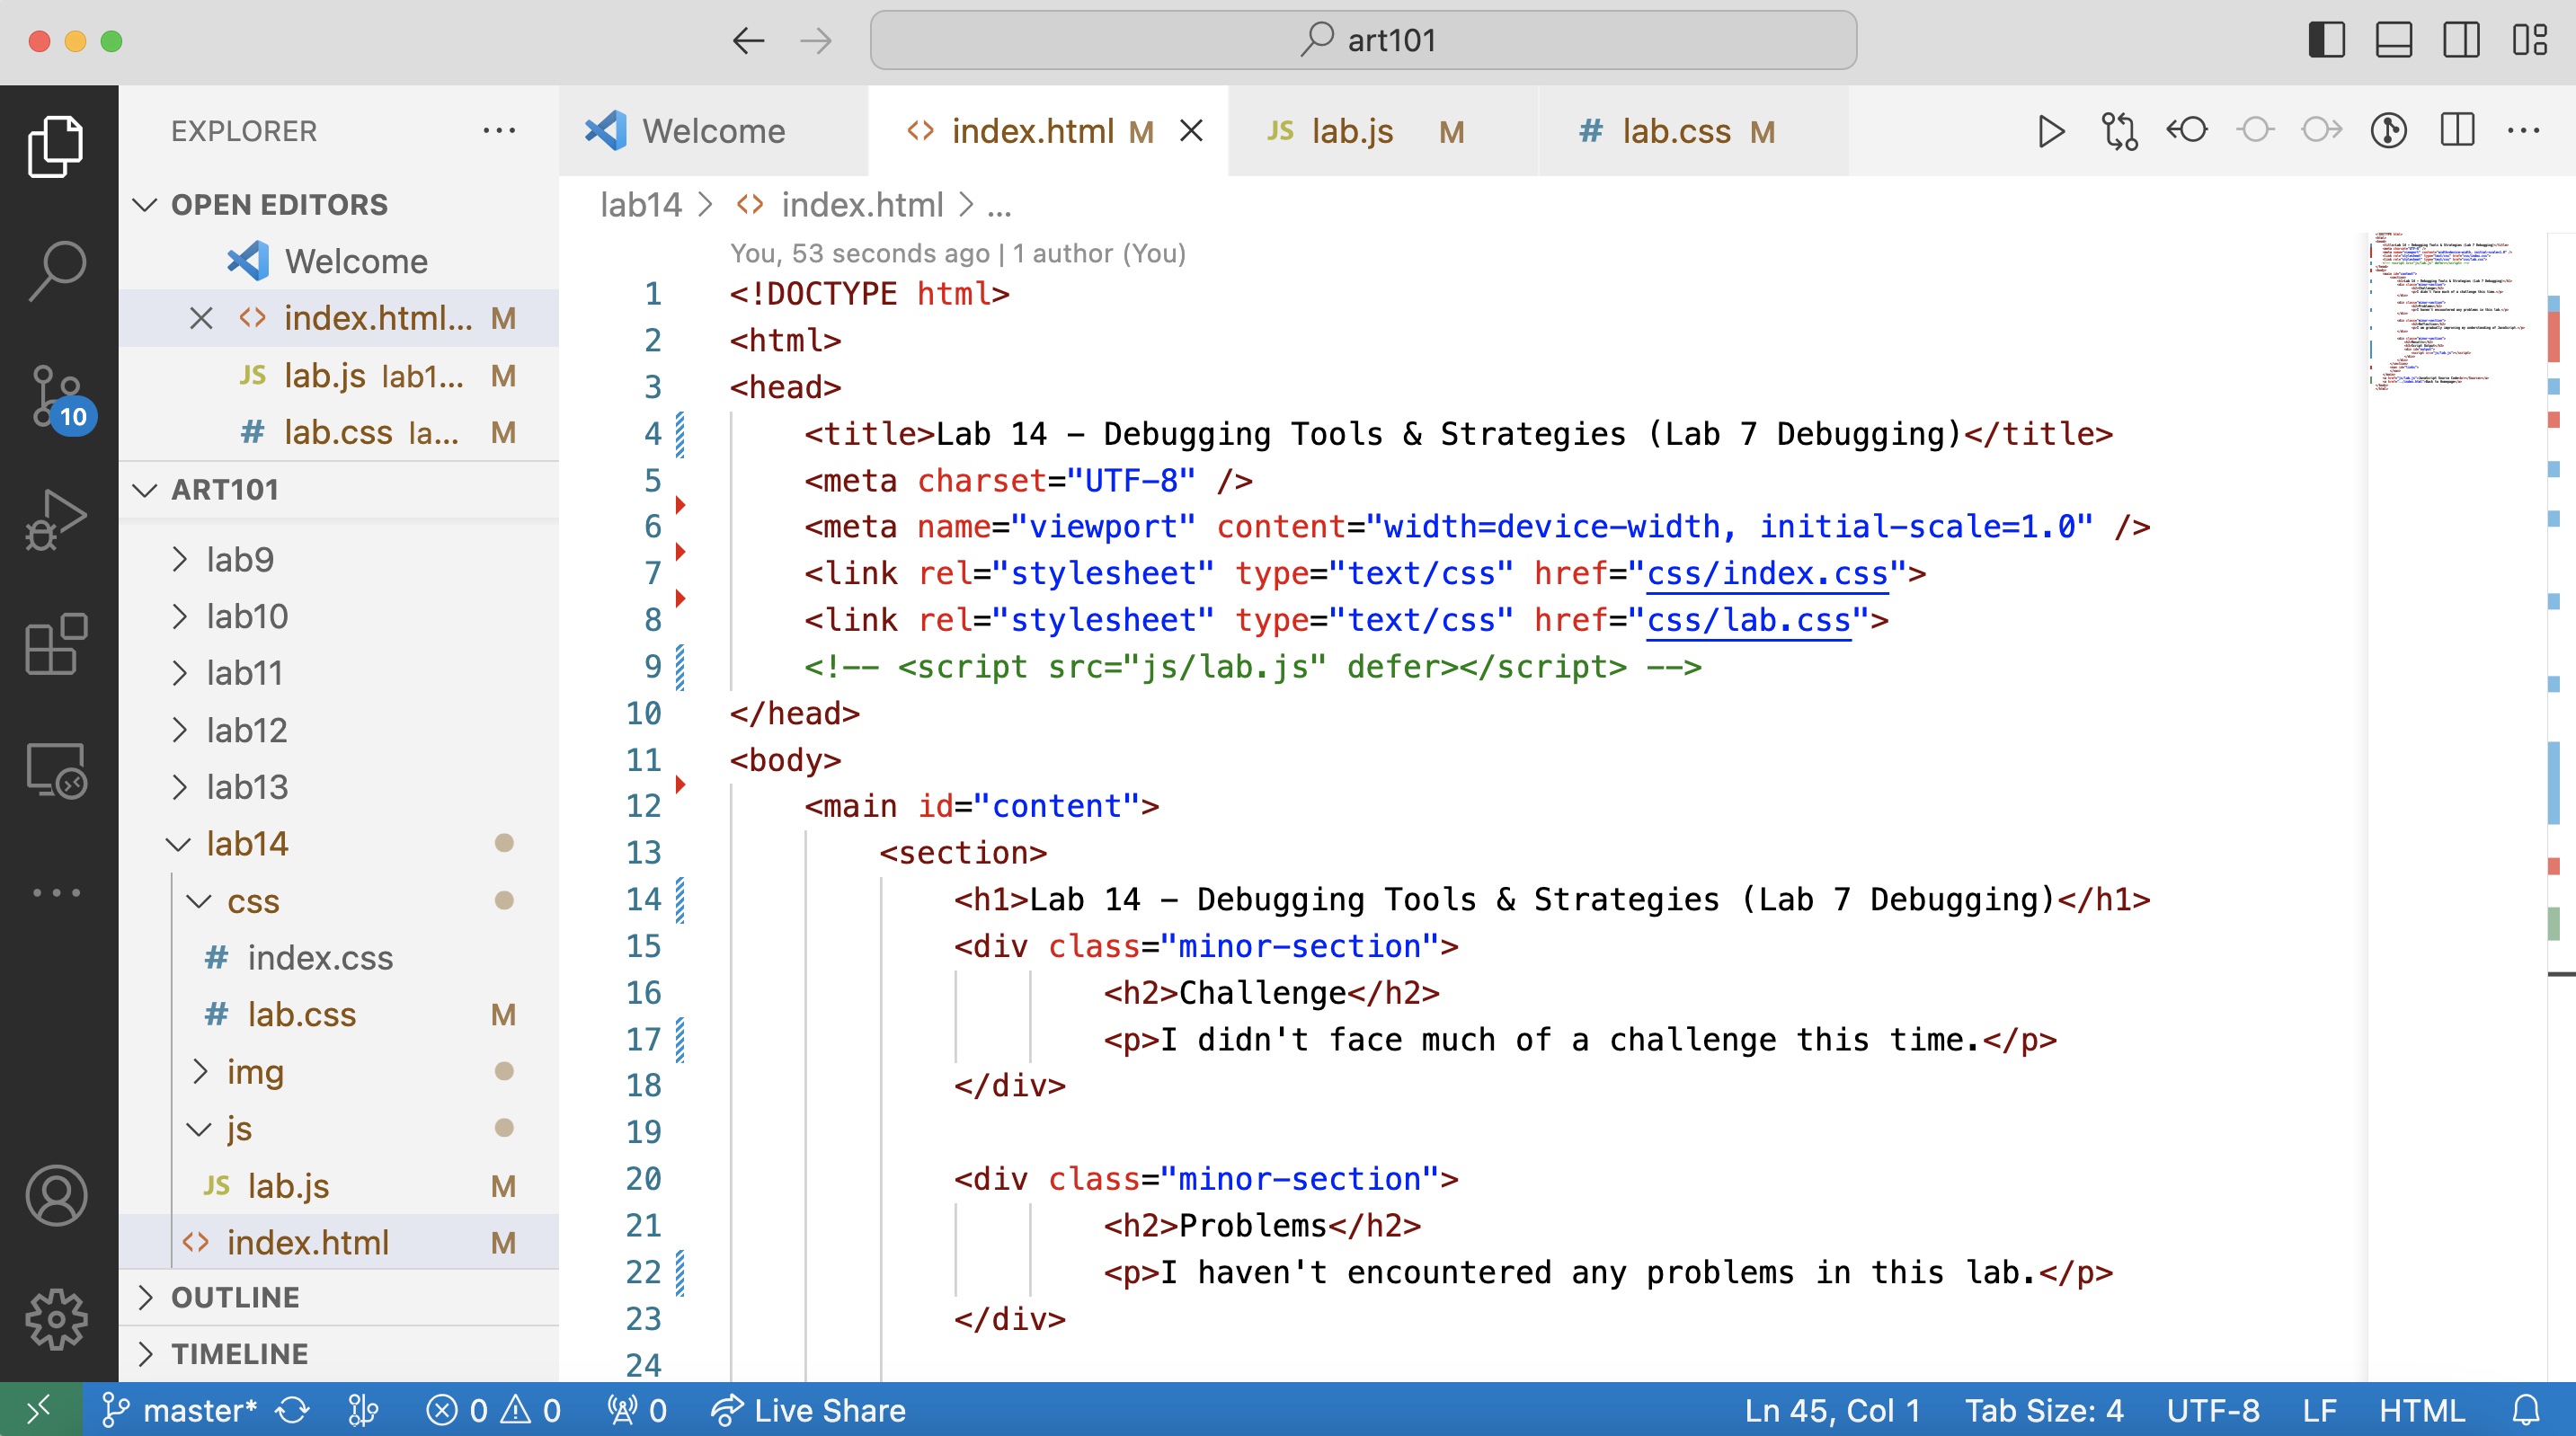 art101
EXPLORER
OPEN EDITORS
Welcome
index.html... M
JS lab.js lab1... M
# lab.css la... M
ART101
lab9
lab10
lab11
lab12
lab13
lab14
css
# index.css
# lab.css M
img
js
JS lab.js M
index.html M
OUTLINE
TIMELINE
10
Welcome
<> index.html M
JS lab.js M
# lab.css M
lab14 > <> index.html > ...
You, 53 seconds ago | 1 author (You)
1 <!DOCTYPE html>
2 <html>
3 <head>
4 <title>Lab 14 - Debugging Tools & Strategies (Lab 7 Debugging)</title>
5 <meta charset="UTF-8" />
6 <meta name="viewport" content="width=device-width, initial-scale=1.0" />
7 <link rel="stylesheet" type="text/css" href="css/index.css">
8 <link rel="stylesheet" type="text/css" href="css/lab.css">
9 <!-- <script src="js/lab.js" defer></script> -->
10 </head>
11 <body>
12 <main id="content">
13 <section>
14 <h1>Lab 14 - Debugging Tools & Strategies (Lab 7 Debugging)</h1>
15 <div class="minor-section">
16 <h2>Challenge</h2>
17 <p>I didn't face much of a challenge this time.</p>
18 </div>
19
20 <div class="minor-section">
21 <h2>Problems</h2>
22 <p>I haven't encountered any problems in this lab.</p>
23 </div>
24
master* 0 0 0 Live Share Ln 45, Col 1 Tab Size: 4 UTF-8 LF HTML